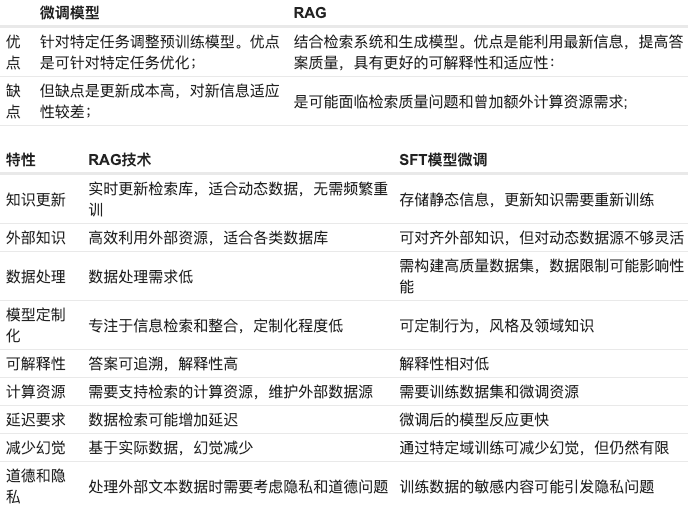 微调模型 RAG
优 针对特定任务调整预训练模型。优点 结合检索系统和生成模型。优点是能利用最新信息，提高答
点 是可针对特定任务优化； 案质量，具有更好的可解释性和适应性：
缺 但缺点是更新成本高，对新信息适应 是可能面临检索质量问题和曾加额外计算资源需求;
点 性较差；
特性 RAG技术 SFT模型微调
知识更新 实时更新检索库，适合动态数据，无需频繁重 存储静态信息，更新知识需要重新训练
训
外部知识 高效利用外部资源，适合各类数据库 可对齐外部知识，但对动态数据源不够灵活
数据处理 数据处理需求低 需构建高质量数据集，数据限制可能影响性
能
模型定制 专注于信息检索和整合，定制化程度低 可定制行为，风格及领域知识
化
可解释性 答案可追溯，解释性高 解释性相对低
计算资源 需要支持检索的计算资源，维护外部数据源 需要训练数据集和微调资源
延迟要求 数据检索可能增加延迟 微调后的模型反应更快
减少幻觉 基于实际数据，幻觉减少 通过特定域训练可减少幻觉，但仍然有限
道德和隐 处理外部文本数据时需要考虑隐私和道德问题 训练数据的敏感内容可能引发隐私问题
私